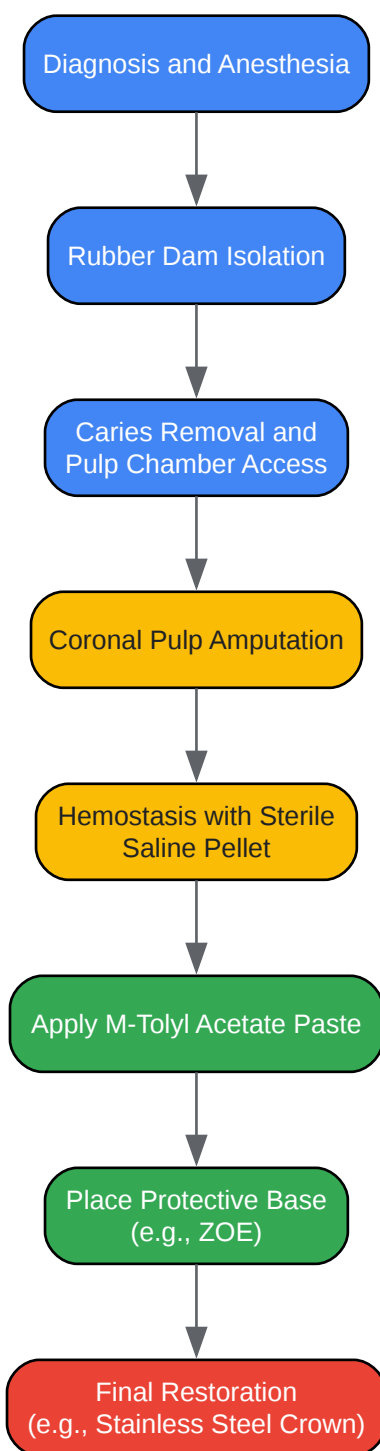 Diagnosis and Anesthesia
Rubber Dam Isolation
Caries Removal and
Pulp Chamber Access
Coronal Pulp Amputation
Hemostasis with Sterile
Saline Pellet
Apply M-Tolyl Acetate Paste
Place Protective Base
(e.g., ZOE)
Final Restoration
(e.g., Stainless Steel Crown)